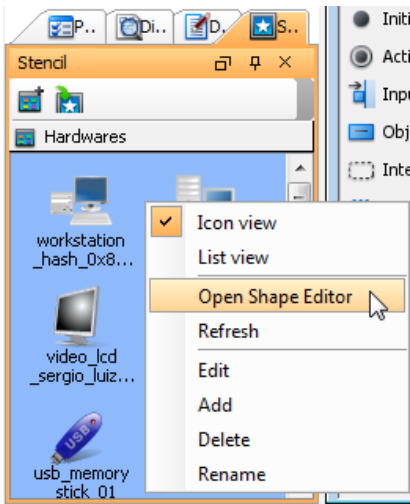 P..
Di..
D.
S..
Stencil
Hardwares
workstation
_hash_0x8...
video_lcd
_sergio_luiz...
usb_memory
stick_01
Icon view
List view
Open Shape Editor
Refresh
Edit
Add
Delete
Rename
Initi
Acti
Inpu
Obj
Inte